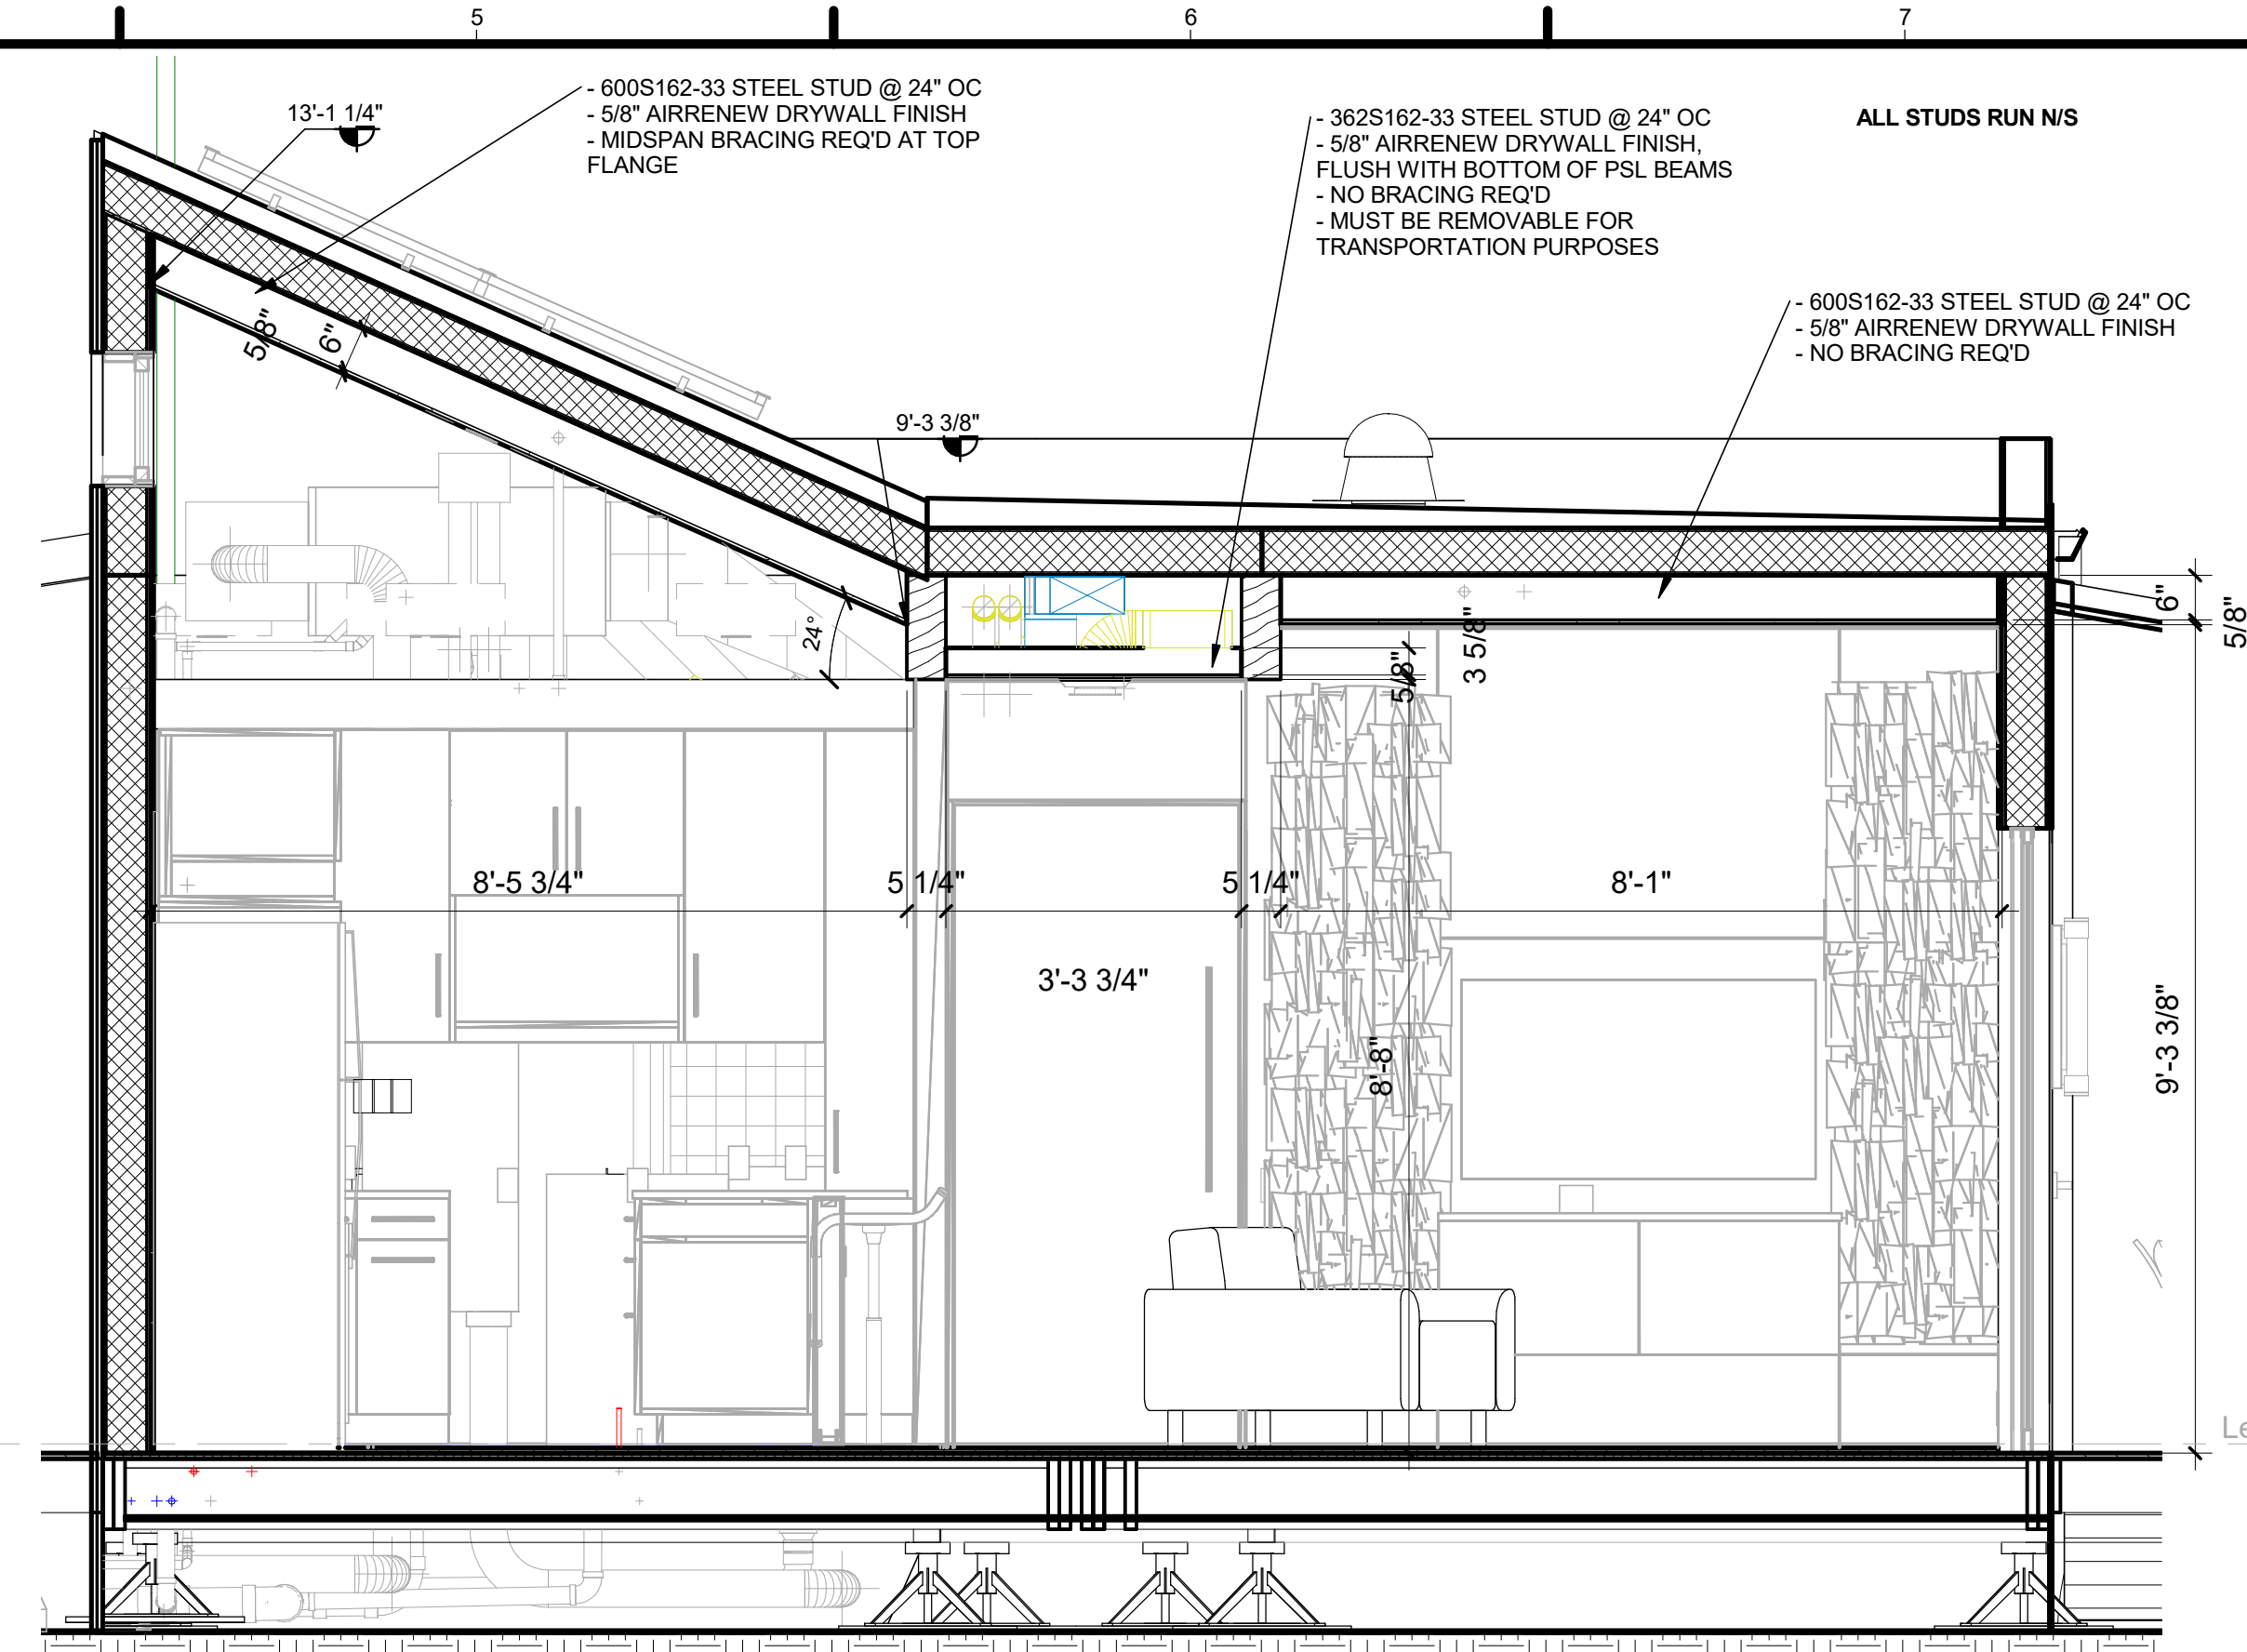 5
6
7
- 600S162-33 STEEL STUD @ 24" OC
- 5/8" AIRRENEW DRYWALL FINISH
- MIDSPAN BRACING REQ'D AT TOP
FLANGE
13'-1 1/4"
- 362S162-33 STEEL STUD @ 24" OC
- 5/8" AIRRENEW DRYWALL FINISH,
FLUSH WITH BOTTOM OF PSL BEAMS
- NO BRACING REQ'D
- MUST BE REMOVABLE FOR
TRANSPORTATION PURPOSES
ALL STUDS RUN N/S
- 600S162-33 STEEL STUD @ 24" OC
- 5/8" AIRRENEW DRYWALL FINISH
- NO BRACING REQ'D
5/8"
6"
9'-3 3/8"
24°
3 5/8"
5/8"
6"
5/8"
8'-5 3/4"
5 1/4"
5 1/4"
8'-1"
3'-3 3/4"
8'-8"
9'-3 3/8"
Le